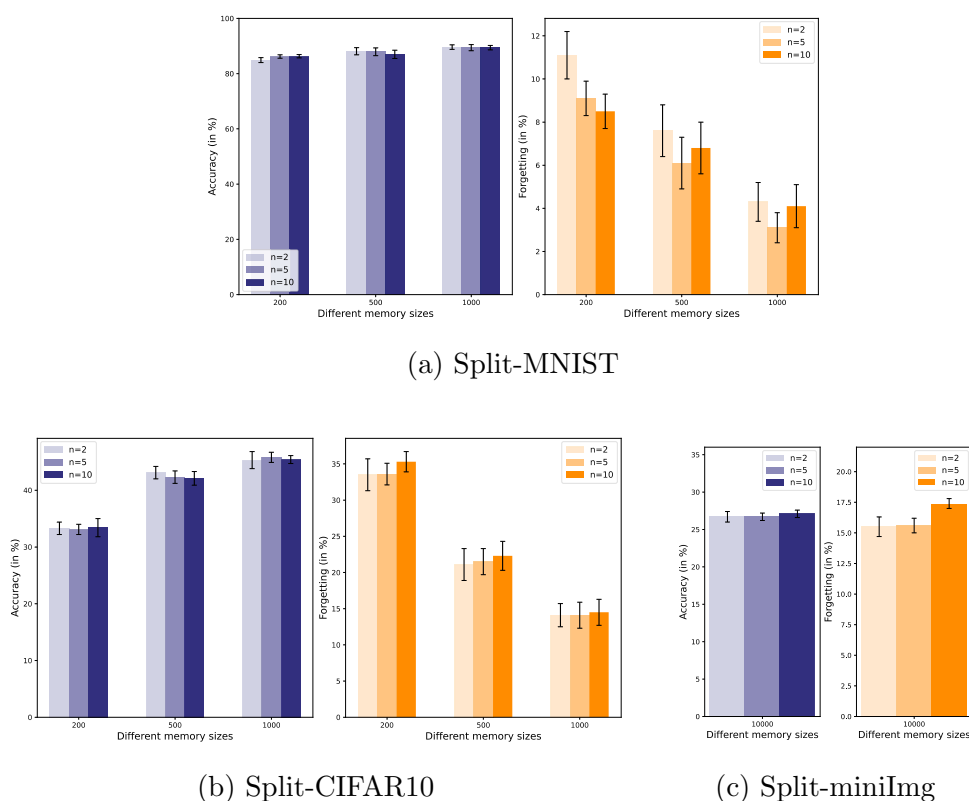 100
80
60
40
20
0
Accuracy (in %)
n=2
n=5
n=10
200
500
1000
Different memory sizes
12
10
8
6
4
2
0
Forgetting (in %)
n=2
n=5
n=10
200
500
1000
Different memory sizes
(a) Split-MNIST
40
30
20
10
0
Accuracy (in %)
n=2
n=5
n=10
200
500
1000
Different memory sizes
35
30
25
20
15
10
5
0
Forgetting (in %)
n=2
n=5
n=10
200
500
1000
Different memory sizes
(b) Split-CIFAR10
35
30
25
20
15
10
5
0
Accuracy (in %)
n=2
n=5
n=10
10000
Different memory sizes
20.0
17.5
15.0
12.5
10.0
7.5
5.0
2.5
0.0
Forgetting (in %)
n=2
n=5
n=10
10000
Different memory sizes
(c) Split-miniImg